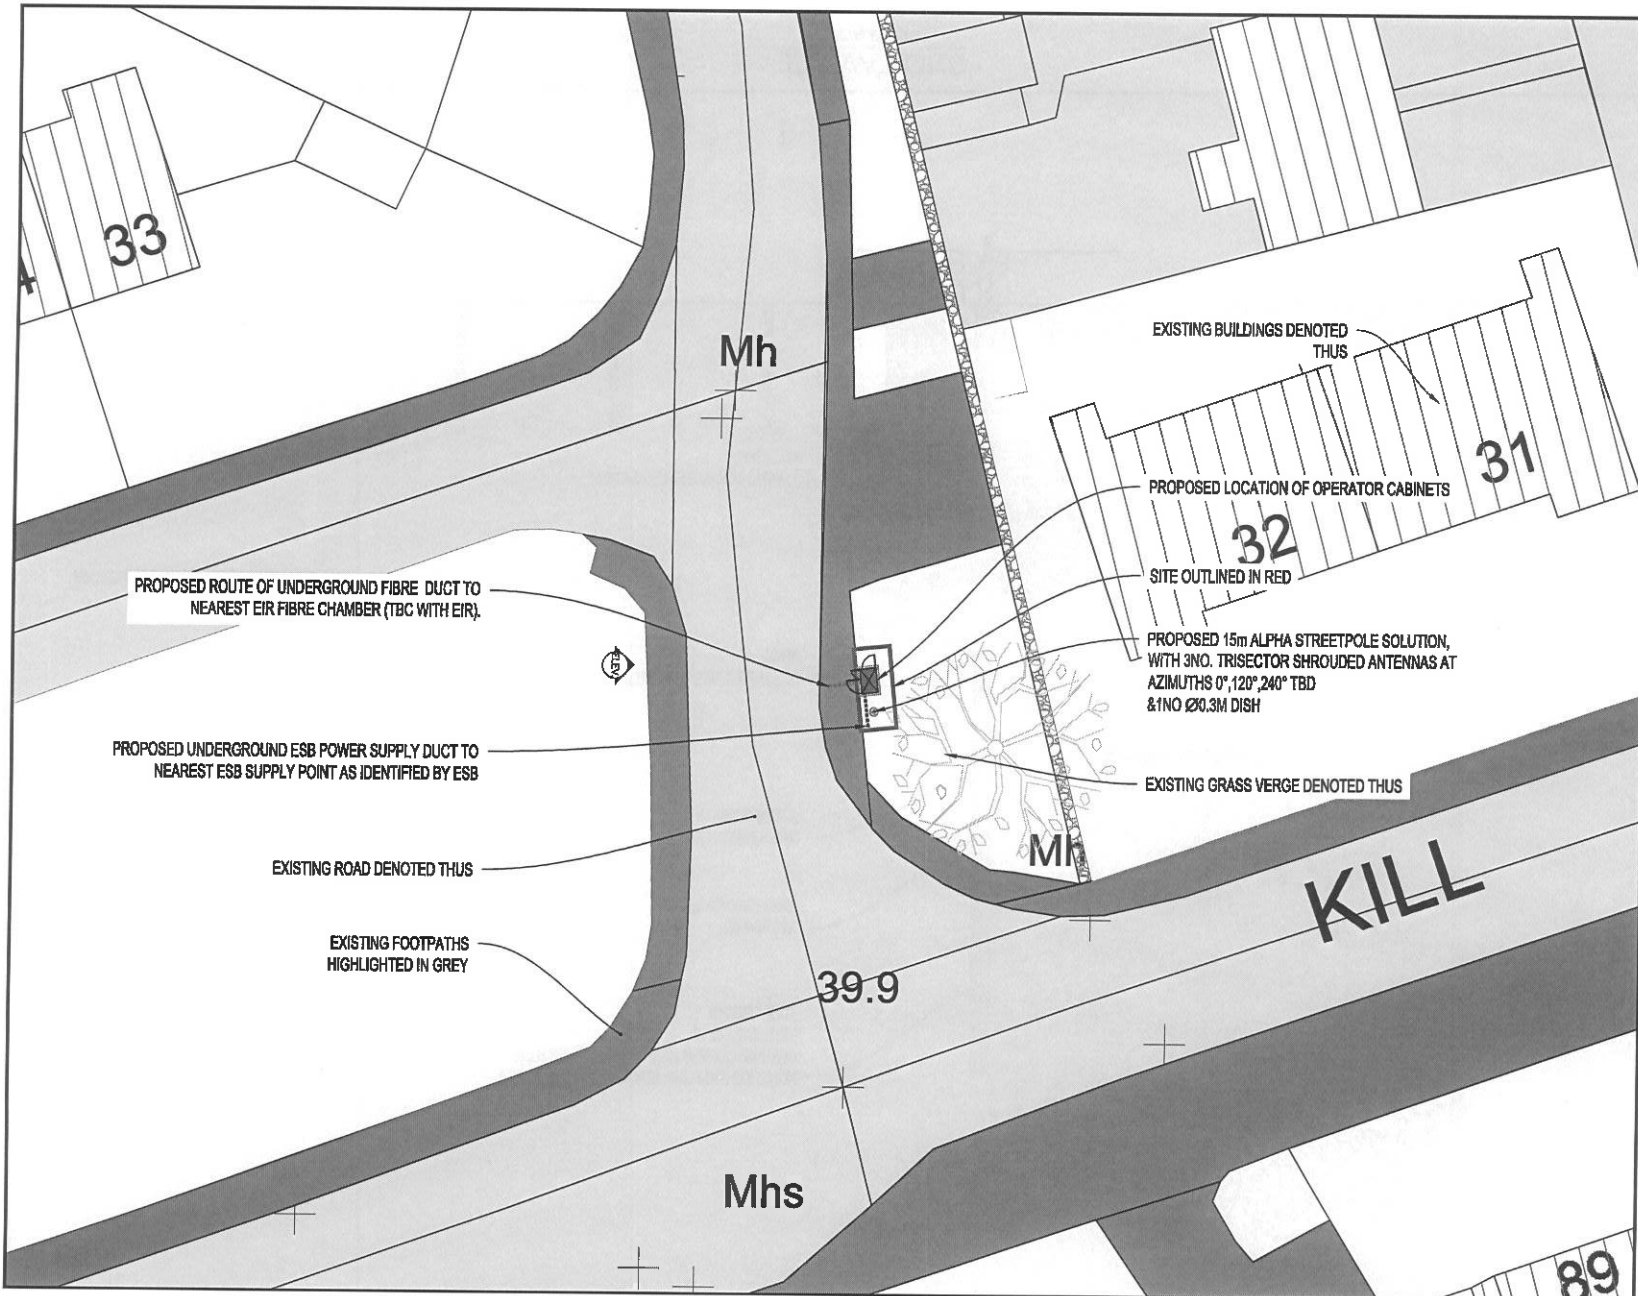 33
4
Mh
EXISTING BUILDINGS DENOTED
THUS
31
PROPOSED LOCATION OF OPERATOR CABINETS
32
SITE OUTLINED IN RED
PROPOSED ROUTE OF UNDERGROUND FIBRE DUCT TO
NEAREST EIR FIBRE CHAMBER (TBC WITH EIR).
PROPOSED 15m ALPHA STREETPOLE SOLUTION,
WITH 3NO. TRISECTOR SHROUDED ANTENNAS AT
AZIMUTHS 0°,120°,240° TBD
&1NO Ø0.3M DISH
ELEV
PROPOSED UNDERGROUND ESB POWER SUPPLY DUCT TO
NEAREST ESB SUPPLY POINT AS IDENTIFIED BY ESB
EXISTING GRASS VERGE DENOTED THUS
Mh
EXISTING ROAD DENOTED THUS
KILL
EXISTING FOOTPATHS
HIGHLIGHTED IN GREY
39.9
Mhs
89